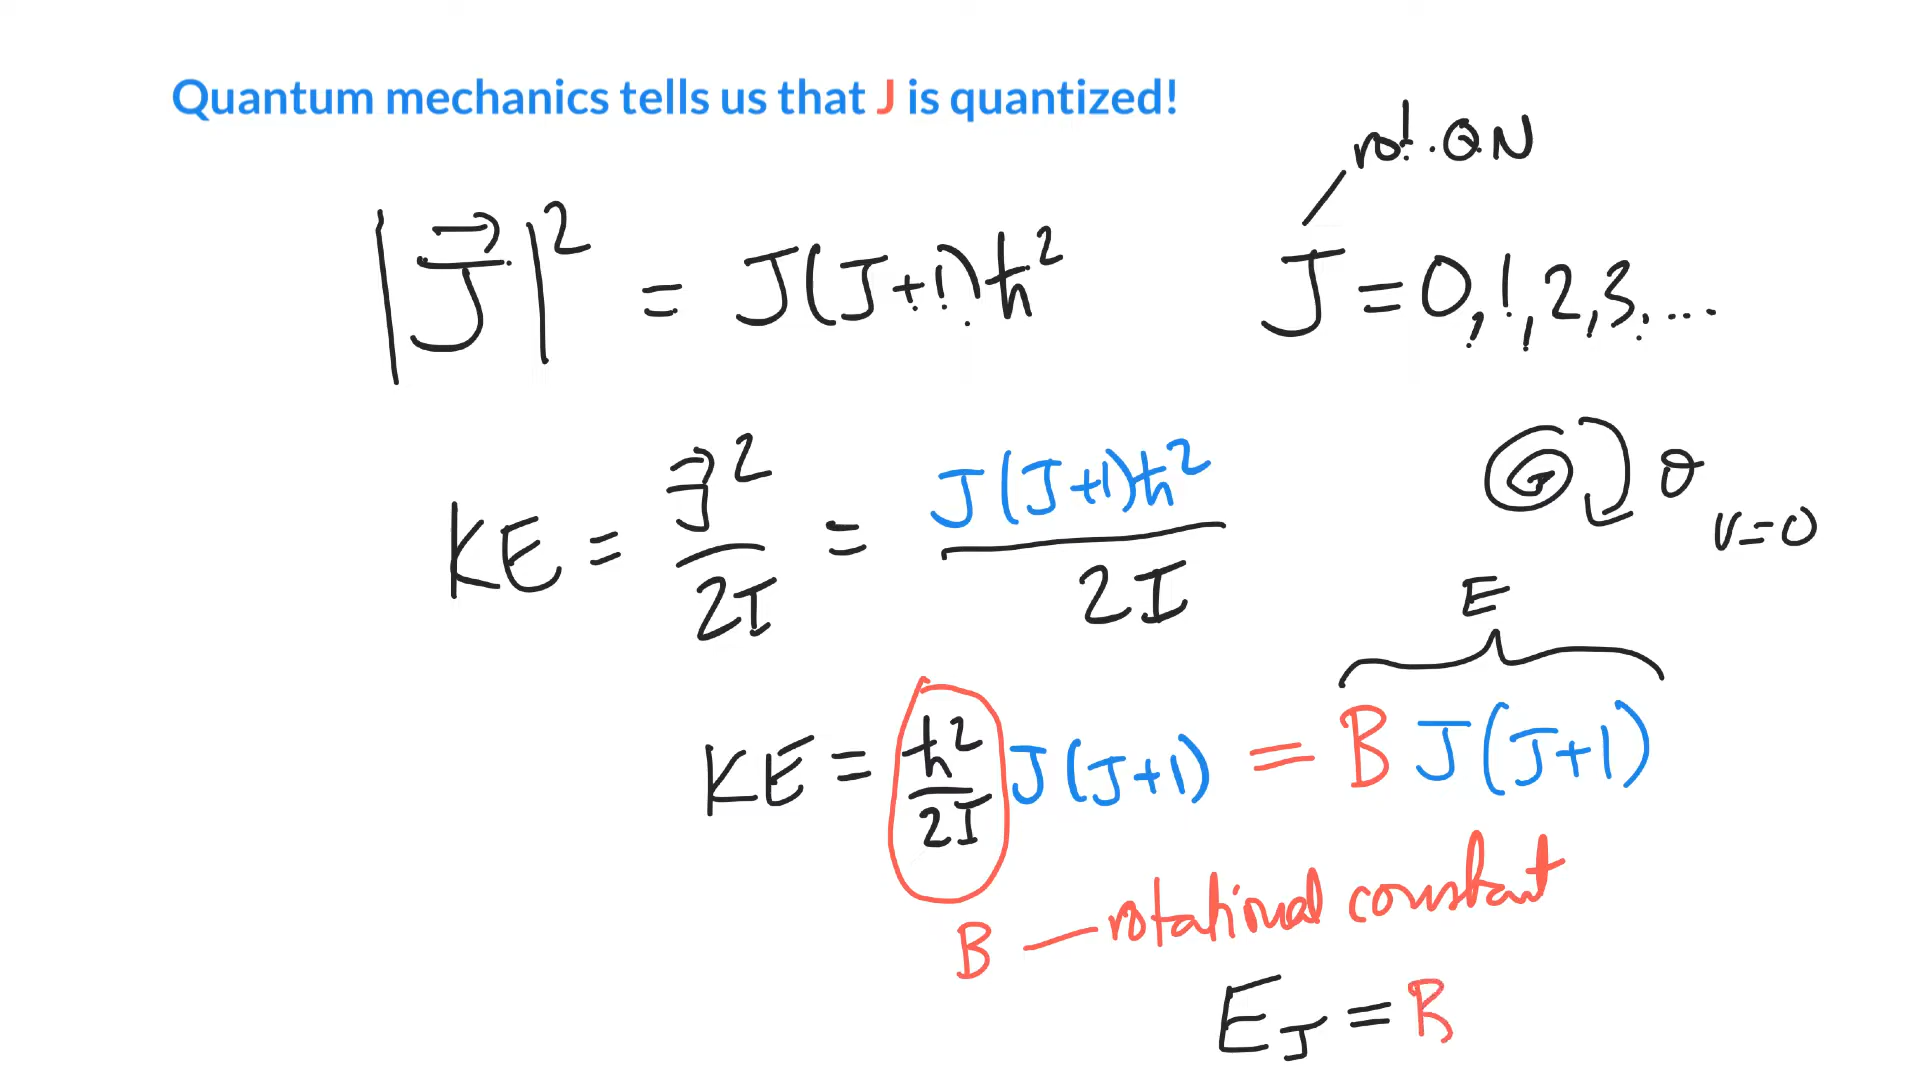 Quantum mechanics tells us that J is quantized!
rot. QN
|J⃗|² = J(J+1)ħ²
J = 0, 1, 2, 3, ...
KE = J⃗²/2I = J(J+1)ħ²/2I
v=0
E
KE = ħ²/2I J(J+1) = B J(J+1)
B — rotational constant
E_J = B